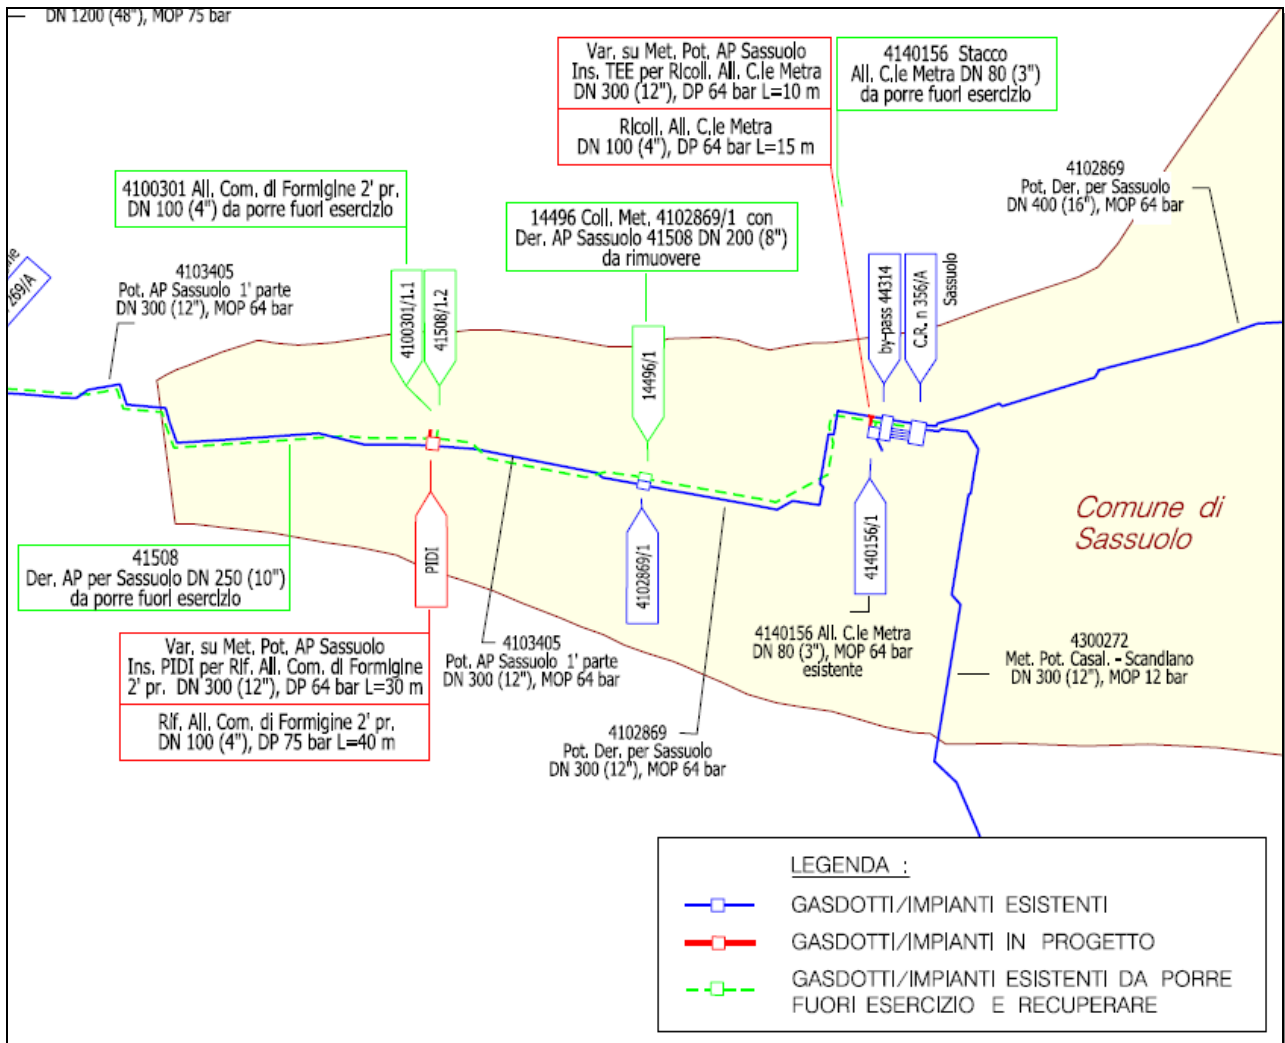 DN 1200 (48"), MOP 75 bar
Var. su Met. Pot. AP Sassuolo
Ins. TEE per Ricoll. All. C.le Metra
DN 300 (12"), DP 64 bar L=10 m
Ricoll. All. C.le Metra
DN 100 (4"), DP 64 bar L=15 m
4140156 Stacco
All. C.le Metra DN 80 (3")
da porre fuori esercizio
4102869
Pot. Der. per Sassuolo
DN 400 (16"), MOP 64 bar
4100301 All. Com. di Formigine 2' pr.
DN 100 (4") da porre fuori esercizio
14496 Coll. Met. 4102869/1 con
Der. AP Sassuolo 41508 DN 200 (8")
da rimuovere
269/A
4103405
Pot. AP Sassuolo 1' parte
DN 300 (12"), MOP 64 bar
4100301/1.1
41508/1.2
14496/1
by-pass 44314
C.R. n 356/A
Sassuolo
Comune di
Sassuolo
PIDI
4102869/1
4140156/1
41508
Der. AP per Sassuolo DN 250 (10")
da porre fuori esercizio
Var. su Met. Pot. AP Sassuolo
Ins. PIDI per Rif. All. Com. di Formigine
2' pr. DN 300 (12"), DP 64 bar L=30 m
Rif. All. Com. di Formigine 2' pr.
DN 100 (4"), DP 75 bar L=40 m
4103405
Pot. AP Sassuolo 1' parte
DN 300 (12"), MOP 64 bar
4140156 All. C.le Metra
DN 80 (3"), MOP 64 bar
esistente
4300272
Met. Pot. Casal. - Scandiano
DN 300 (12"), MOP 12 bar
4102869
Pot. Der. per Sassuolo
DN 300 (12"), MOP 64 bar
LEGENDA :
GASDOTTI/IMPIANTI ESISTENTI
GASDOTTI/IMPIANTI IN PROGETTO
GASDOTTI/IMPIANTI ESISTENTI DA PORRE
FUORI ESERCIZIO E RECUPERARE